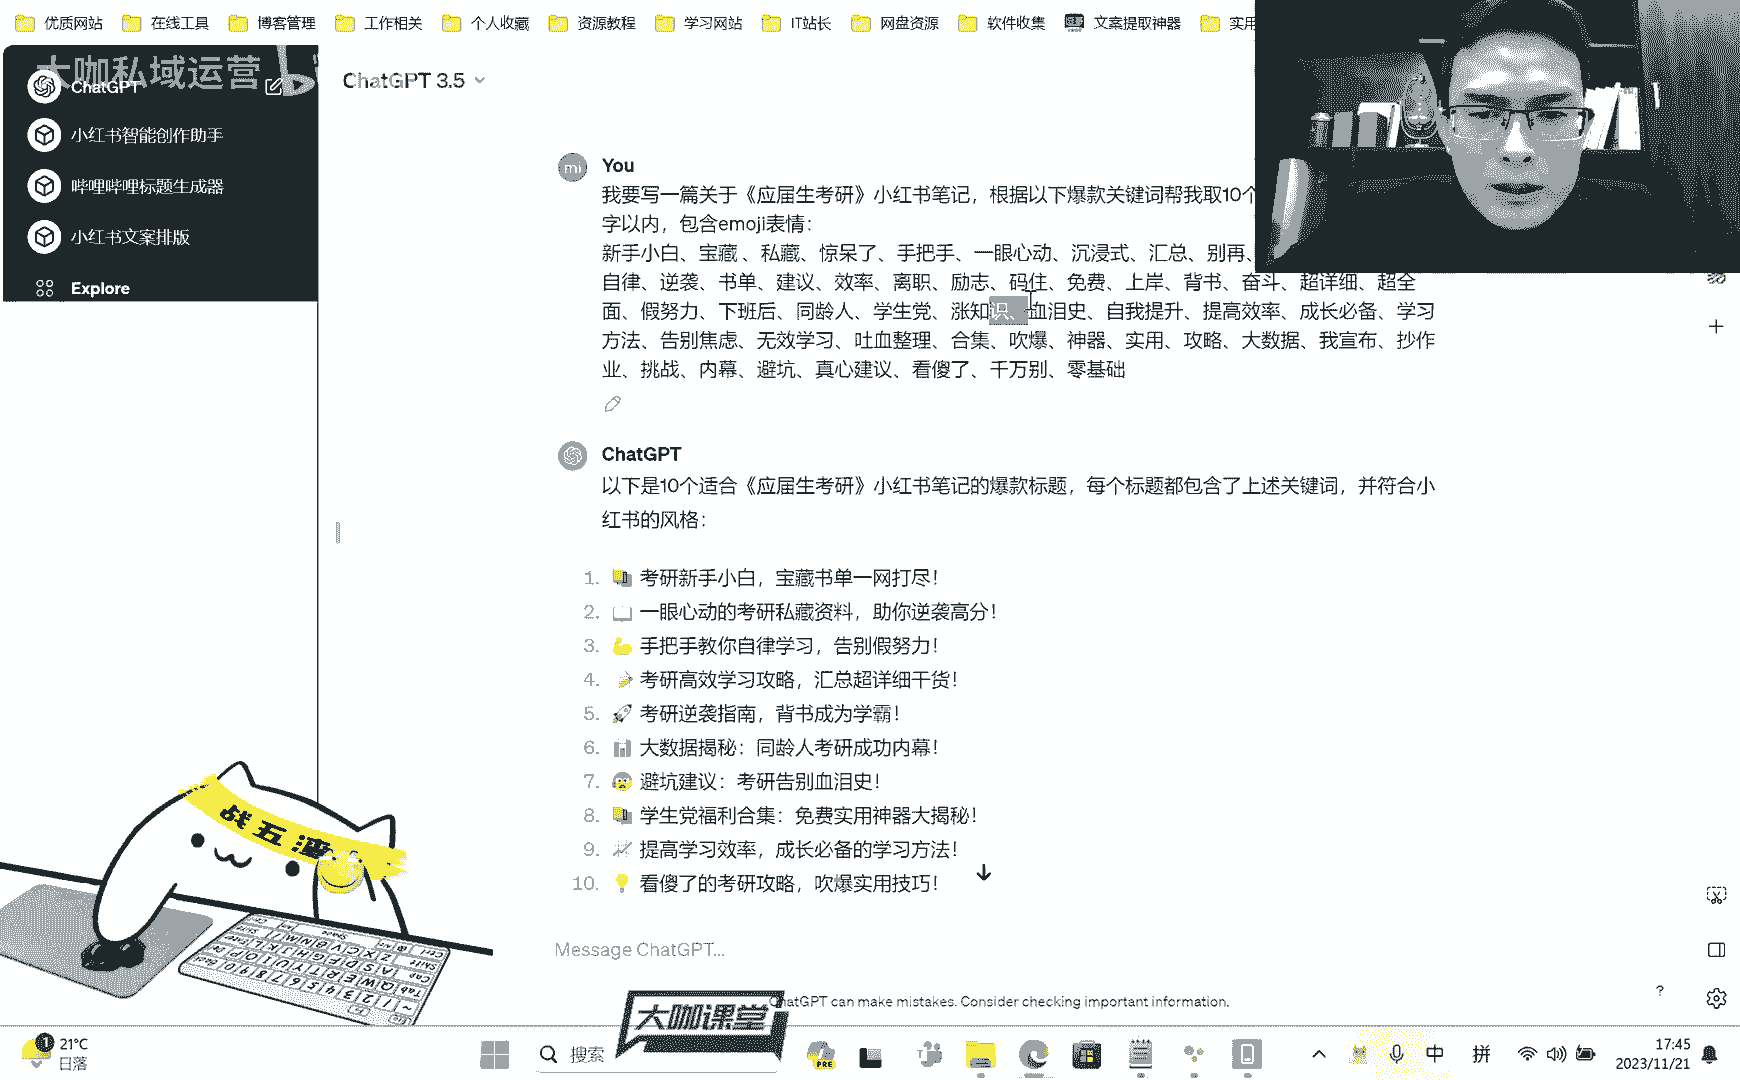 优质网站 在线工具 博客管理 工作相关 个人收藏 资源教程 学习网站 IT站长 网盘资源 软件收集 文案提取神器 实用
大咖私域运营
ChatGPT
小红书智能创作助手
哔哩哔哩标题生成器
小红书文案排版
Explore
ChatGPT 3.5
mi
You
我要写一篇关于《应届生考研》小红书笔记，根据以下爆款关键词帮我取10个
字以内，包含emoji表情：
新手小白、宝藏 、私藏、惊呆了、手把手、一眼心动、沉浸式、汇总、别再、
自律、逆袭、书单、建议、效率、离职、励志、码住、免费、上岸、背书、奋斗、超详细、超全
面、假努力、下班后、同龄人、学生党、涨知识、血泪史、自我提升、提高效率、成长必备、学习
方法、告别焦虑、无效学习、吐血整理、合集、吹爆、神器、实用、攻略、大数据、我宣布、抄作
业、挑战、内幕、避坑、真心建议、看傻了、千万别、零基础
ChatGPT
以下是10个适合《应届生考研》小红书笔记的爆款标题，每个标题都包含了上述关键词，并符合小
红书的风格：
1. 📚 考研新手小白，宝藏书单一网打尽！
2. 📖 一眼心动的考研私藏资料，助你逆袭高分！
3. 💪 手把手教你自律学习，告别假努力！
4. 📝 考研高效学习攻略，汇总超详细干货！
5. 🚀 考研逆袭指南，背书成为学霸！
6. 📊 大数据揭秘：同龄人考研成功内幕！
7. 😰 避坑建议：考研告别血泪史！
8. 📚 学生党福利合集：免费实用神器大揭秘！
9. 📈 提高学习效率，成长必备的学习方法！
10. 💡 看傻了的考研攻略，吹爆实用技巧！
Message ChatGPT...
ChatGPT can make mistakes. Consider checking important information.
?
战五渣
大咖课堂
1
21°C
日落
搜索
PRE
中 拼
17:45
2023/11/21